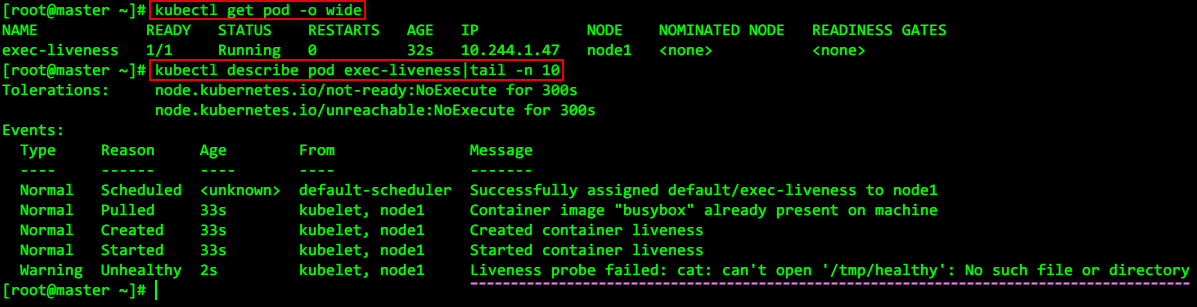 [root@master ~]# kubectl get pod -o wide
NAME READY STATUS RESTARTS AGE IP NODE NOMINATED NODE READINESS GATES
exec-liveness 1/1 Running 0 32s 10.244.1.47 node1 <none> <none>
[root@master ~]# kubectl describe pod exec-liveness|tail -n 10
Tolerations: node.kubernetes.io/not-ready:NoExecute for 300s
node.kubernetes.io/unreachable:NoExecute for 300s
Events:
Type Reason Age From Message
---- ------ ---- ---- -------
Normal Scheduled <unknown> default-scheduler Successfully assigned default/exec-liveness to node1
Normal Pulled 33s kubelet, node1 Container image "busybox" already present on machine
Normal Created 33s kubelet, node1 Created container liveness
Normal Started 33s kubelet, node1 Started container liveness
Warning Unhealthy 2s kubelet, node1 Liveness probe failed: cat: can't open '/tmp/healthy': No such file or directory
[root@master ~]#